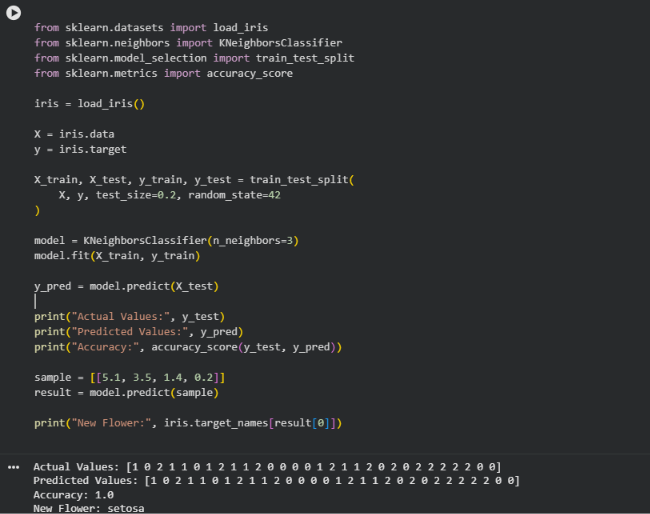 from sklearn.datasets import load_iris
from sklearn.neighbors import KNeighborsClassifier
from sklearn.model_selection import train_test_split
from sklearn.metrics import accuracy_score

iris = load_iris()

X = iris.data
y = iris.target

X_train, X_test, y_train, y_test = train_test_split(
    X, y, test_size=0.2, random_state=42
)

model = KNeighborsClassifier(n_neighbors=3)
model.fit(X_train, y_train)

y_pred = model.predict(X_test)

print("Actual Values:", y_test)
print("Predicted Values:", y_pred)
print("Accuracy:", accuracy_score(y_test, y_pred))

sample = [[5.1, 3.5, 1.4, 0.2]]
result = model.predict(sample)

print("New Flower:", iris.target_names[result[0]])

Actual Values: [1 0 2 1 1 0 1 2 1 1 2 0 0 0 0 1 2 1 1 2 0 2 0 2 2 2 2 2 0 0]
Predicted Values: [1 0 2 1 1 0 1 2 1 1 2 0 0 0 0 1 2 1 1 2 0 2 0 2 2 2 2 2 0 0]
Accuracy: 1.0
New Flower: setosa